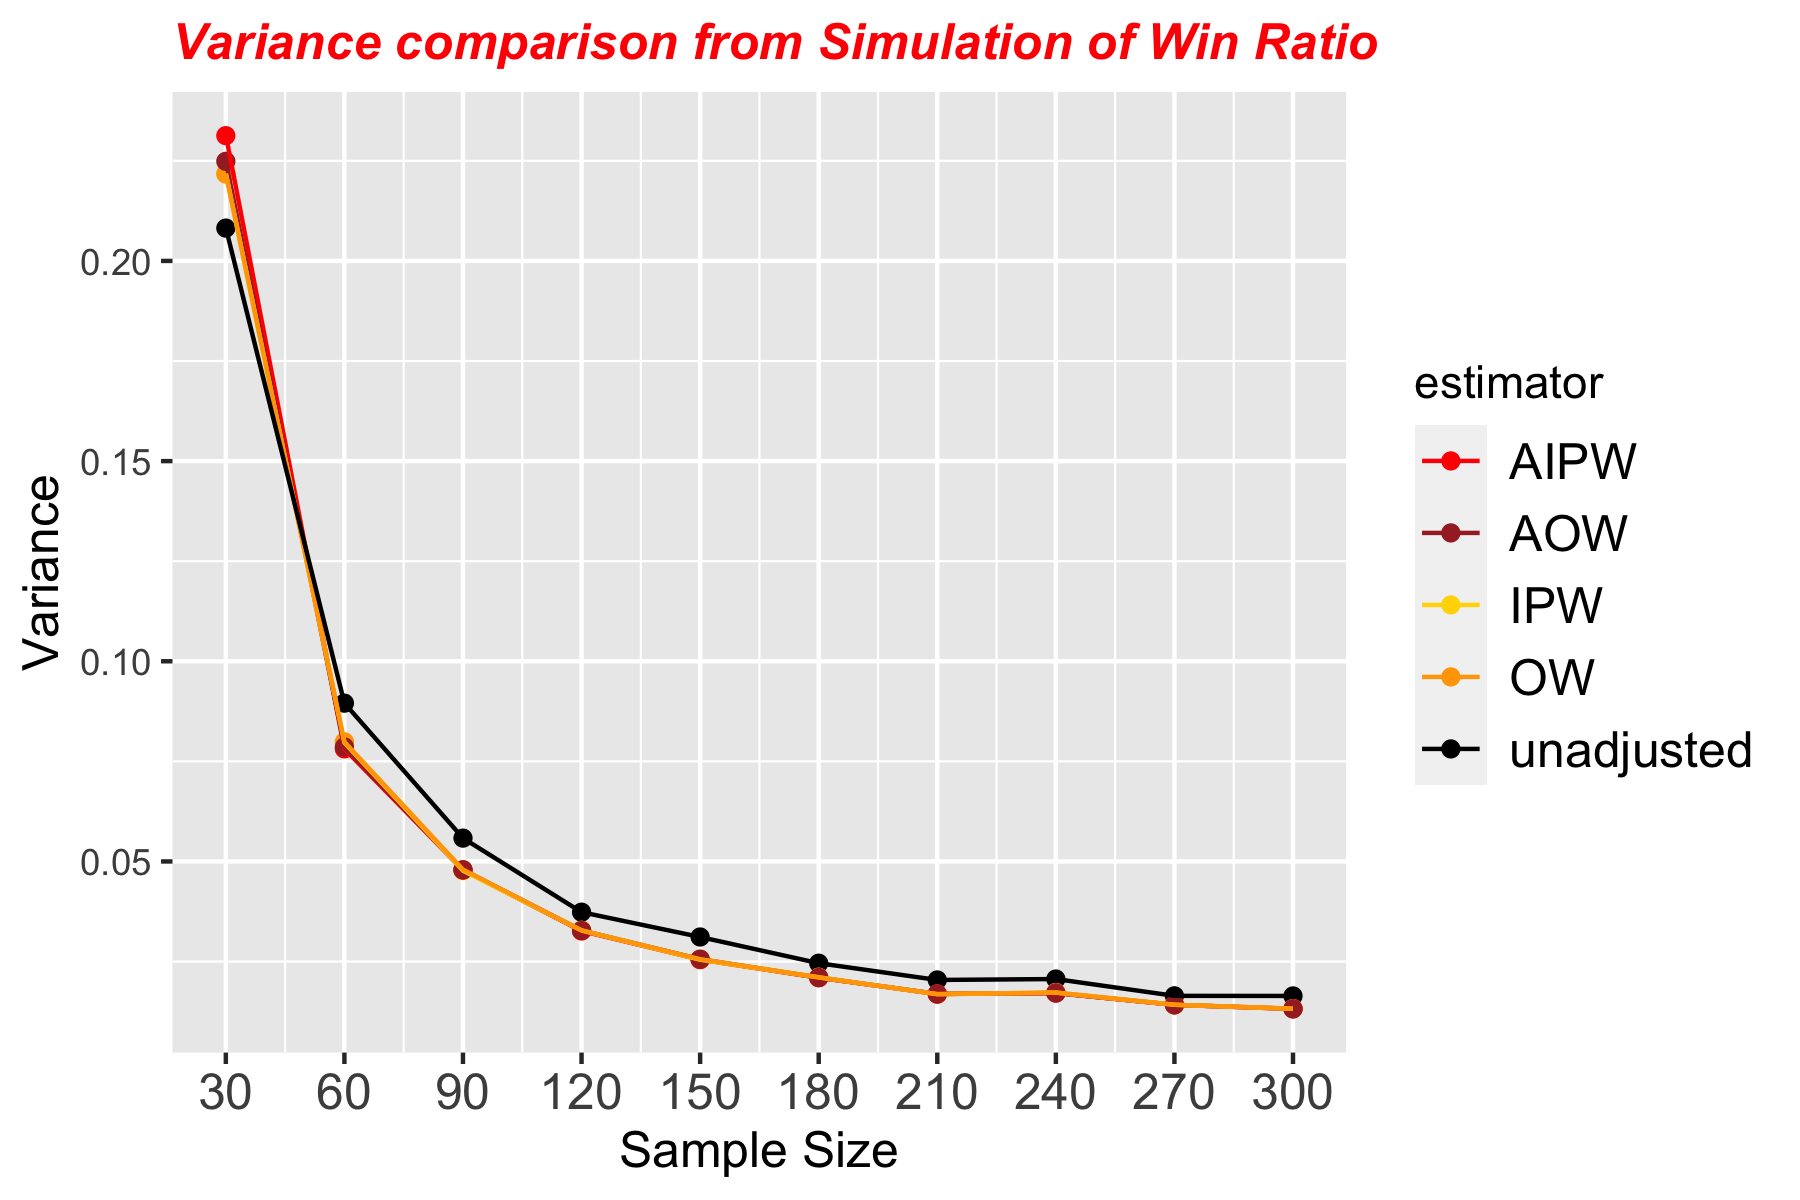 Variance comparison from Simulation of Win Ratio
Variance
0.20
0.15
0.10
0.05
30 60 90 120 150 180 210 240 270 300
Sample Size
estimator
AIPW
AOW
IPW
OW
unadjusted